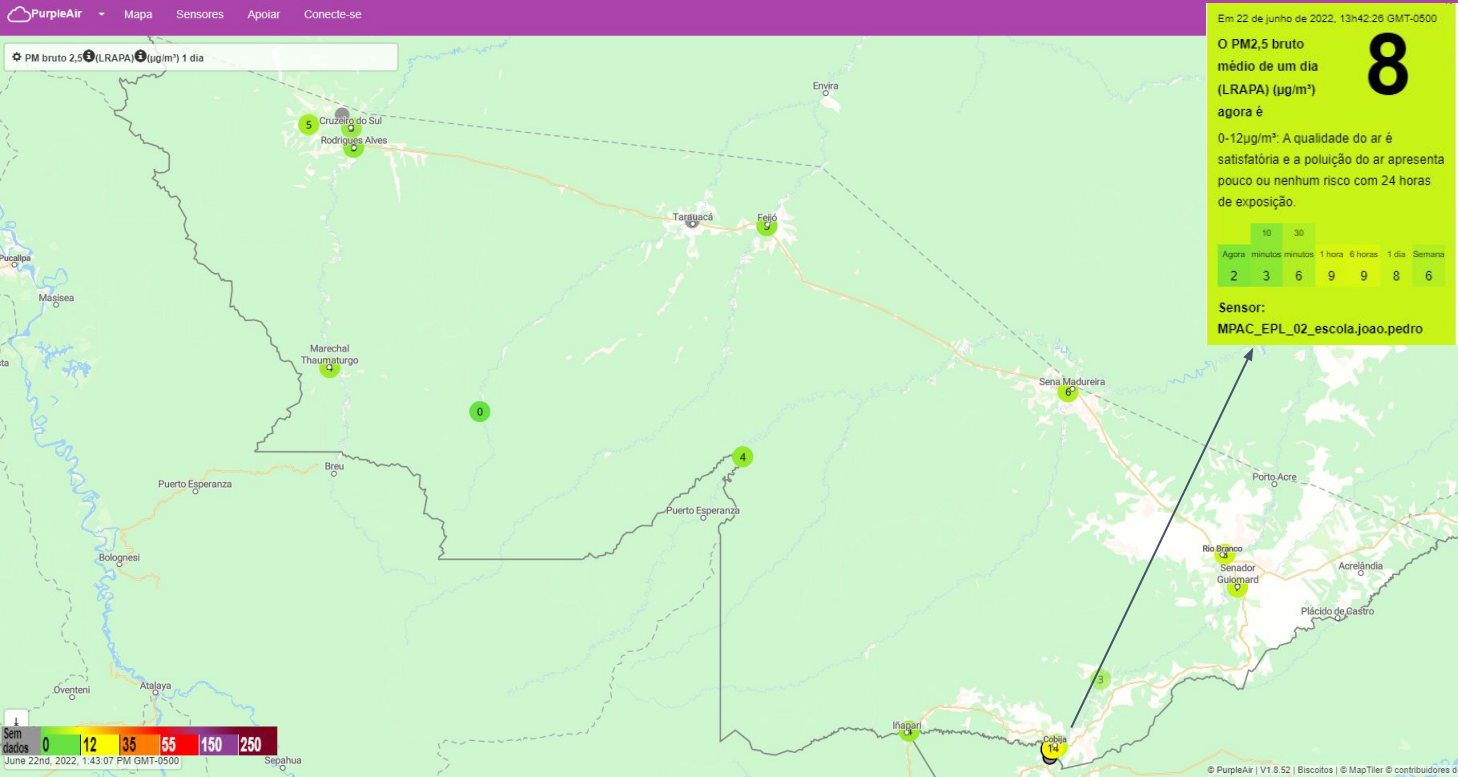 PurpleAir
Mapa
Sensores
Apoiar
Conecte-se
PM bruto 2,5 (LRAPA) (µg/m³) 1 dia
Em 22 de junho de 2022, 13h42:26 GMT-0500
O PM2,5 bruto
médio de um dia
(LRAPA) (µg/m³)
agora é
8
0-12µg/m³: A qualidade do ar é
satisfatória e a poluição do ar apresenta
pouco ou nenhum risco com 24 horas
de exposição.
10 30
Agora minutos minutos 1 hora 6 horas 1 dia Semana
2 3 6 9 9 8 6
Sensor:
MPAC_EPL_02_escola.joao.pedro
Envira
5
Cruzeiro do Sul
Rodrigues Alves
Tarauacá
Feijó
Pucallpa
Masisea
Marechal
Thaumaturgo
0
Sena Madureira
6
4
Breu
Puerto Esperanza
Puerto Esperanza
Porto Acre
Bolognesi
Rio Branco
Senador
Guiomard
Acrelândia
Plácido de Castro
3
Oventeni
Atalaya
Iñapari
Cobija
Sem
dados
0 12 35 55 150 250
June 22nd, 2022, 1:43:07 PM GMT-0500
Sepahua
© PurpleAir | V1.8.52 | Biscoitos | © MapTiler © contribuidores d